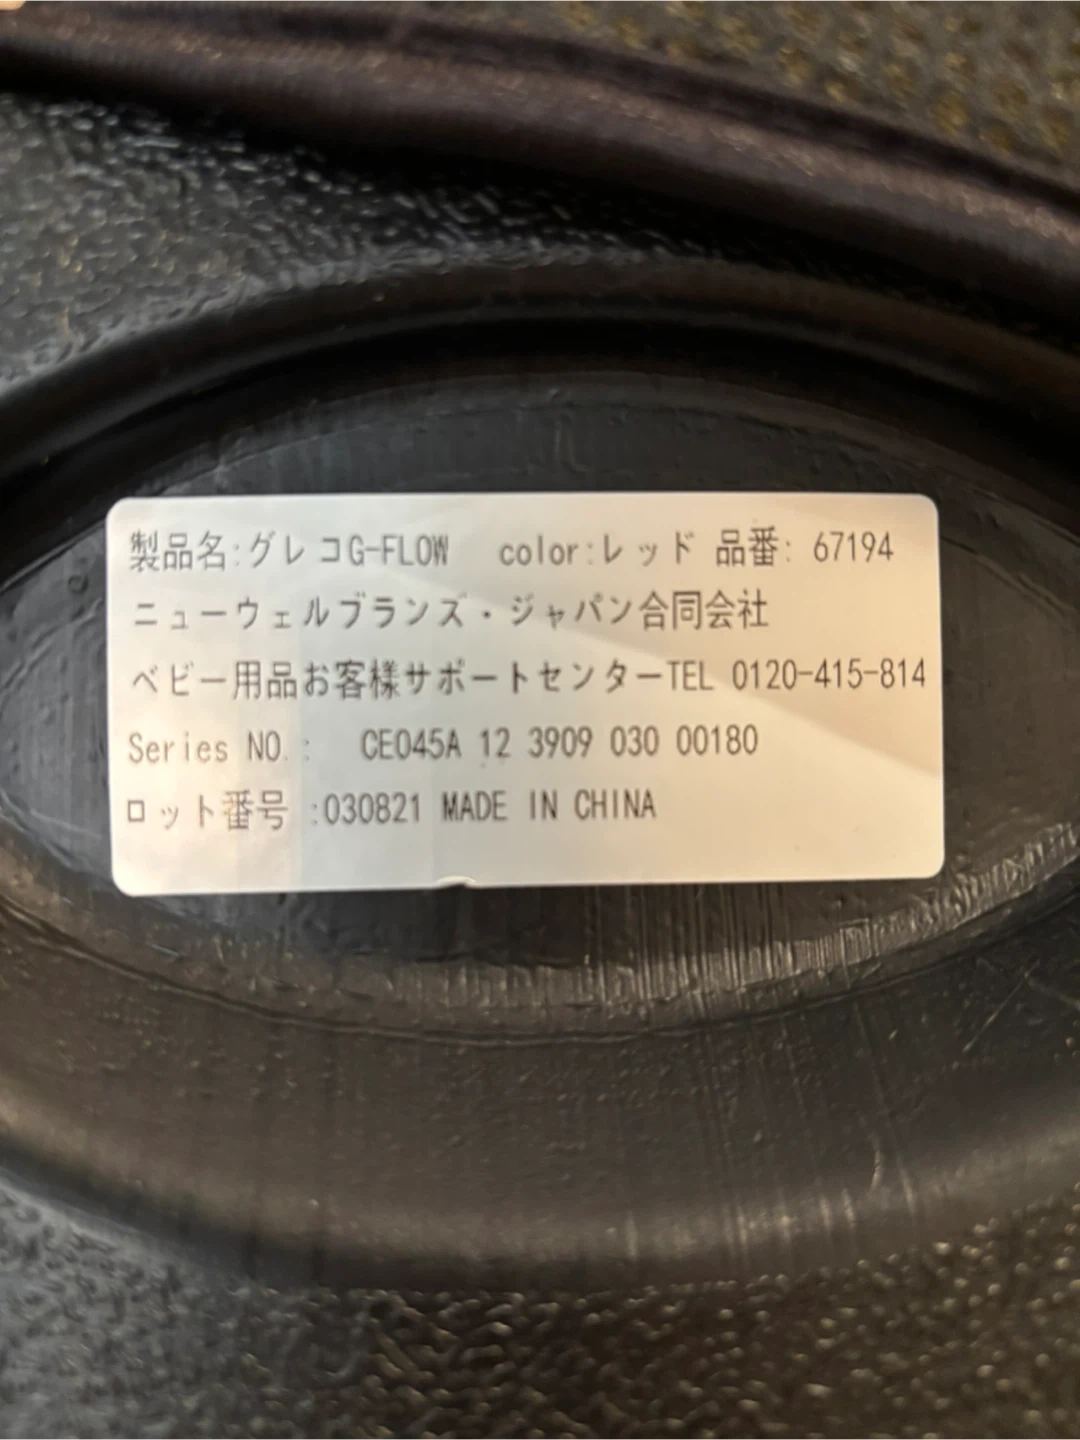 製品名:グレコG-FLOW color:レッド 品番: 67194
ニューウェルブランズ・ジャパン合同会社
ベビー用品お客様サポートセンターTEL 0120-415-814
Series NO.: CE045A 12 3909 030 00180
ロット番号 :030821 MADE IN CHINA